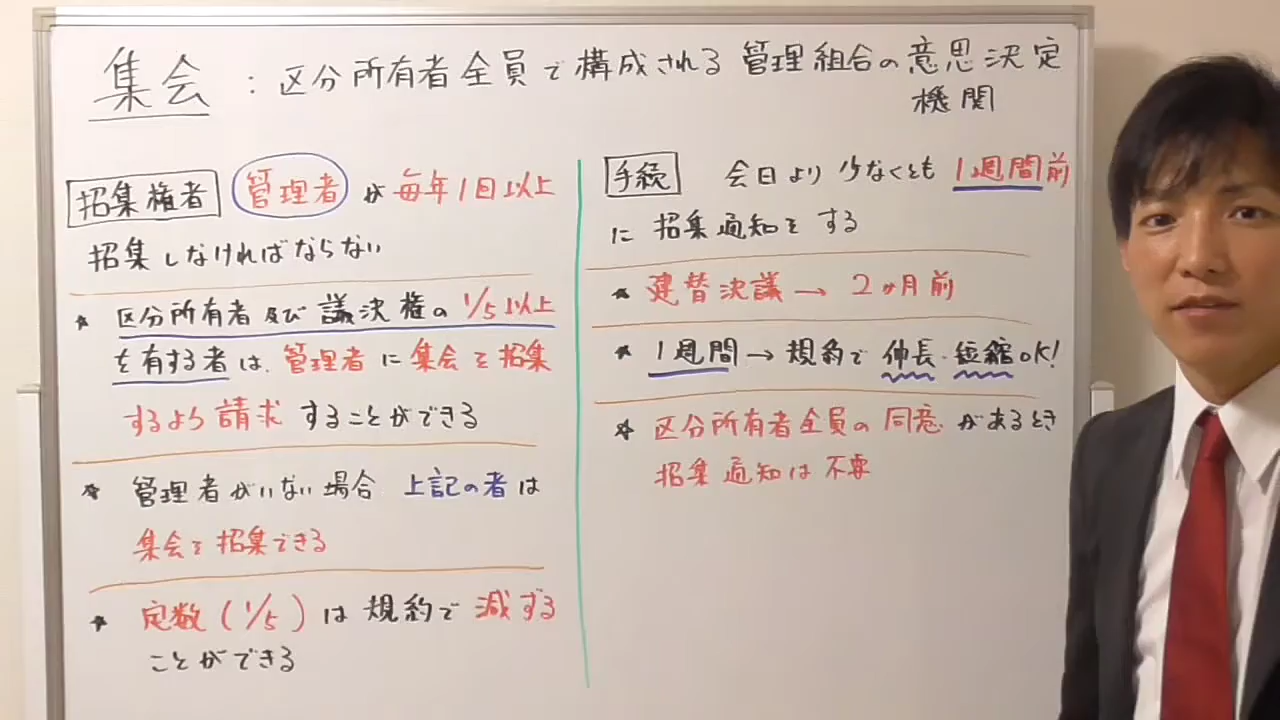 集会 : 区分所有者全員で構成される管理組合の意思決定
機関
招集権者 管理者が毎年1回以上
招集しなければならない
★ 区分所有者及び議決権の1/5以上
を有する者は、管理者に集会を招集
するよう請求することができる
★ 管理者がいない場合、上記の者は
集会を招集できる
★ 定数(1/5)は規約で減ずる
ことができる
手続 会日より少なくとも1週間前
に招集通知をする
★ 建替決議→2ヶ月前
★ 1週間→規約で伸長・短縮OK!
★ 区分所有者全員の同意があるとき
招集通知は不要